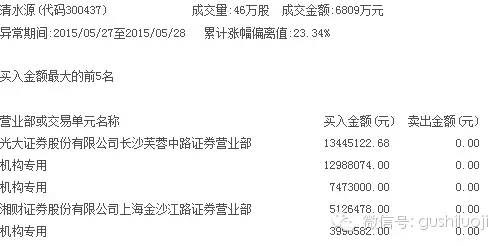 清水源(代码300437) 成交量:46万股 成交金额:6809万元
异常期间:2015/05/27至2015/05/28 累计涨幅偏离值:23.34%
买入金额最大的前5名
营业部或交易单元名称 买入金额(元) 卖出金额(元)
光大证券股份有限公司长沙芙蓉中路证券营业部 13445122.68 0.00
机构专用 12988074.00 0.00
机构专用 7473000.00 0.00
湘财证券股份有限公司上海金沙江路证券营业部 5126478.00 0.00
机构专用 0.00
微信号: gushiluoji